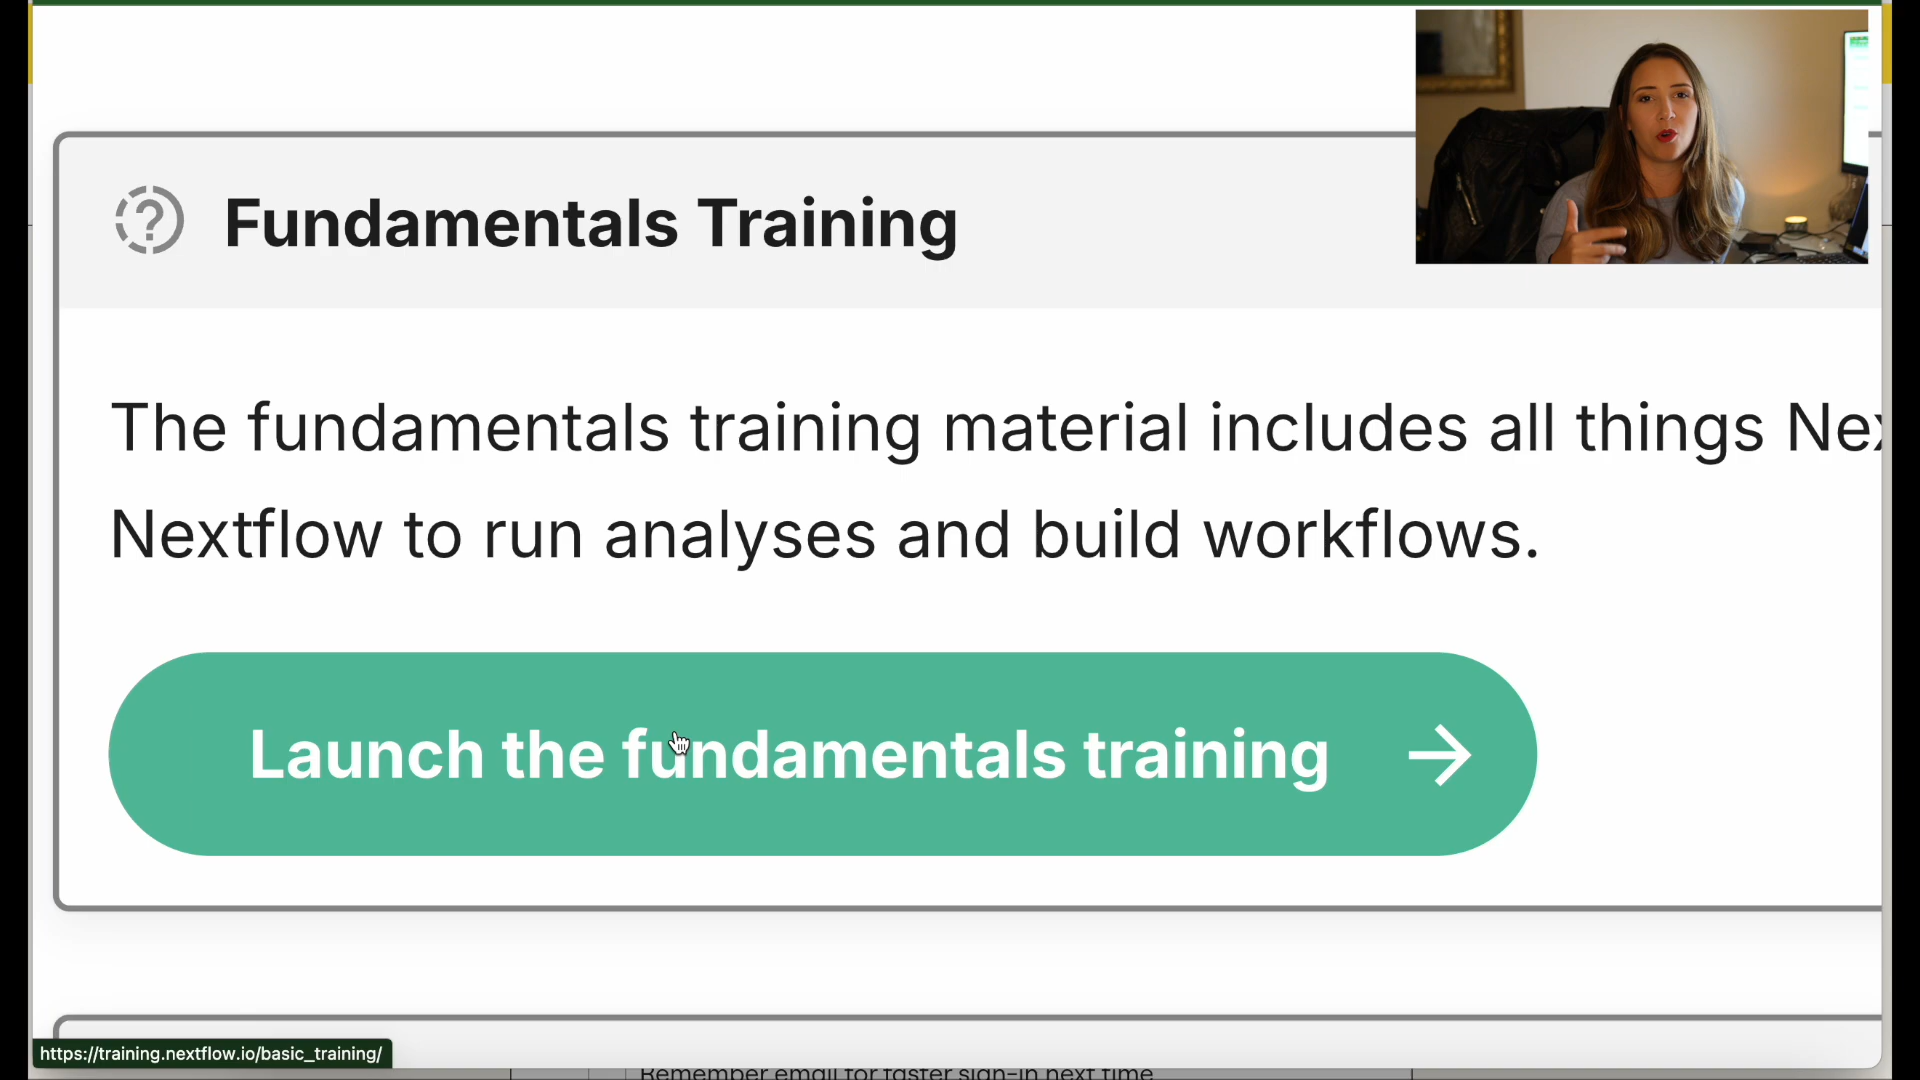 Fundamentals Training
The fundamentals training material includes all things
Nextflow to run analyses and build workflows.
Launch the fundamentals training
https://training.nextflow.io/basic_training/
Remember email for faster sign-in next time